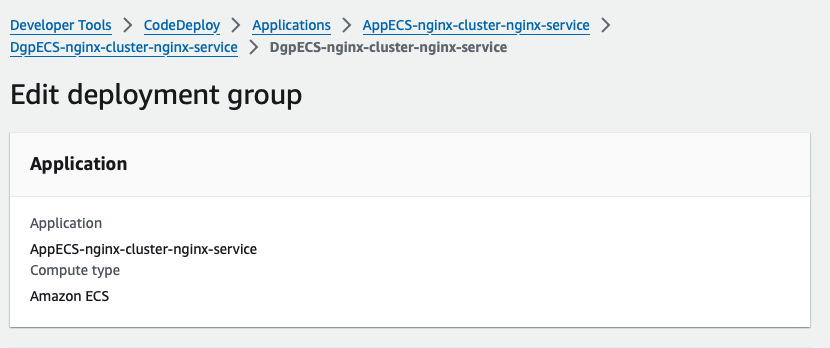 Developer Tools > CodeDeploy > Applications > AppECS-nginx-cluster-nginx-service >
DgpECS-nginx-cluster-nginx-service > DgpECS-nginx-cluster-nginx-service
Edit deployment group
Application
Application
AppECS-nginx-cluster-nginx-service
Compute type
Amazon ECS